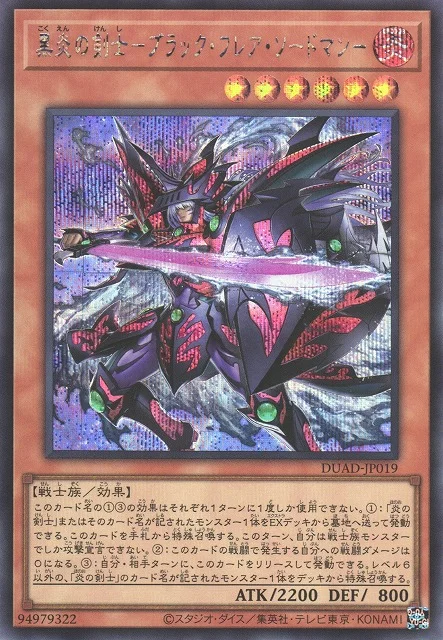 黒炎の剣士－ブラック・フレア・ソードマン－
炎
DUAD-JP019
【戦士族／効果】
このカード名の①③の効果はそれぞれ１ターンに１度しか使用できない。①：「炎の
剣士」またはそのカード名が記されたモンスター１体をEXデッキから墓地へ送って発動
できる。このカードを手札から特殊召喚する。このターン、自分は戦士族モンスター
でしか攻撃宣言できない。②：このカードの戦闘で発生する自分への戦闘ダメージは
０になる。③：自分・相手ターンに、このカードをリリースして発動できる。レベル６
以外の、「炎の剣士」のカード名が記されたモンスター１体をデッキから特殊召喚する。
ATK/2200 DEF/ 800
94979322
©スタジオ・ダイス／集英社・テレビ東京・KONAMI